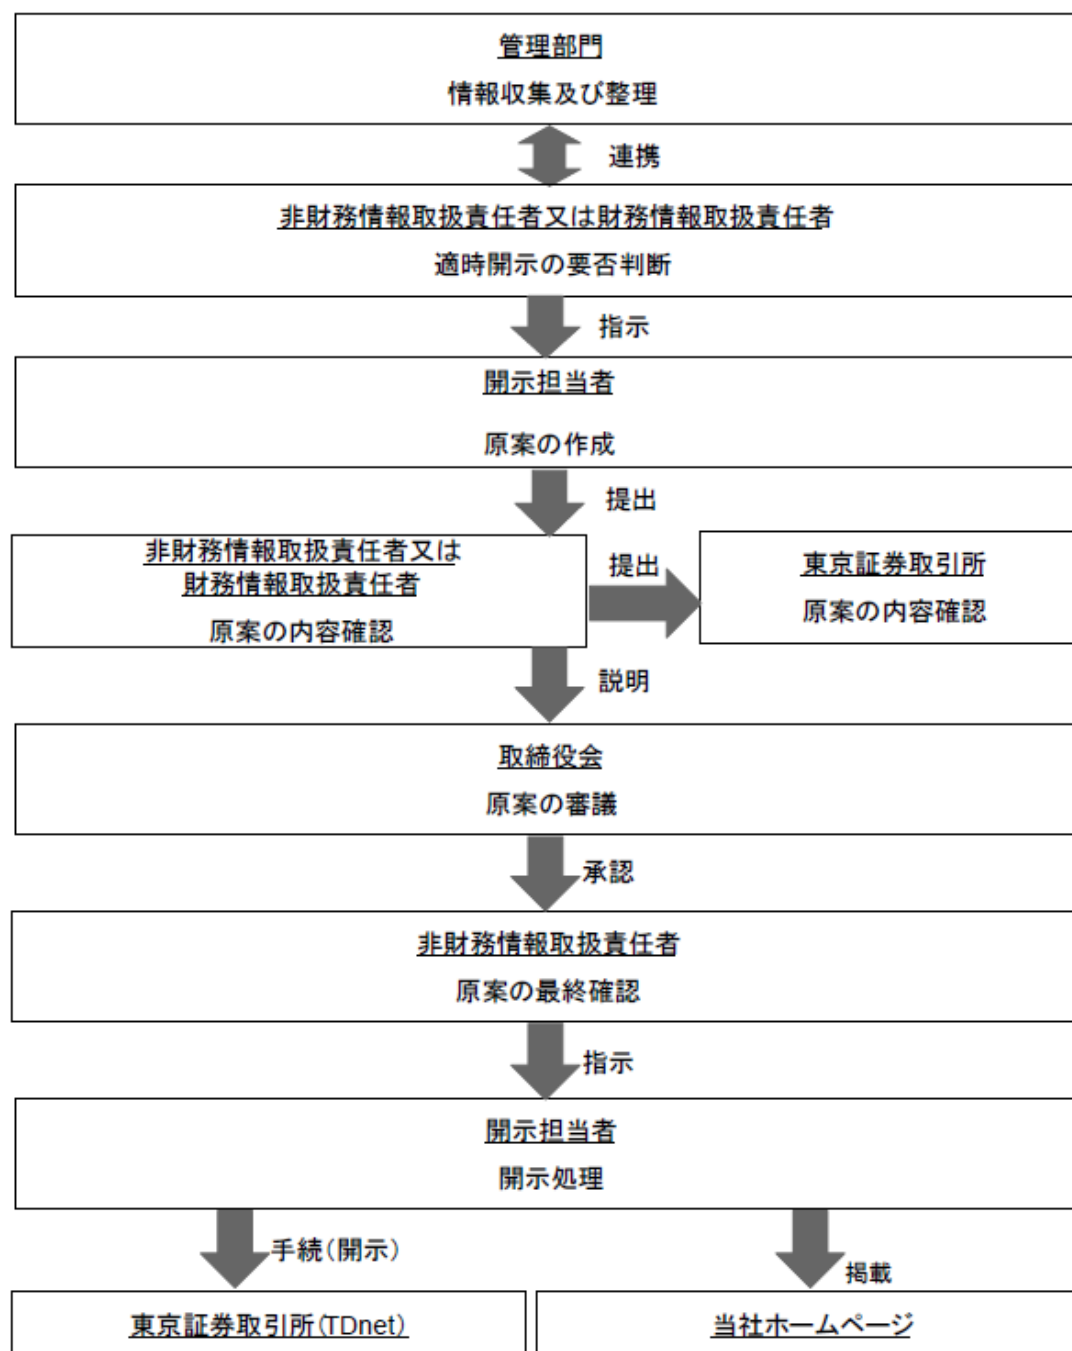 管理部門
情報収集及び整理
連携
非財務情報取扱責任者又は財務情報取扱責任者
適時開示の要否判断
指示
開示担当者
原案の作成
提出
非財務情報取扱責任者又は
財務情報取扱責任者
原案の内容確認
提出
東京証券取引所
原案の内容確認
説明
取締役会
原案の審議
承認
非財務情報取扱責任者
原案の最終確認
指示
開示担当者
開示処理
手続(開示)
掲載
東京証券取引所(TDnet)
当社ホームページ